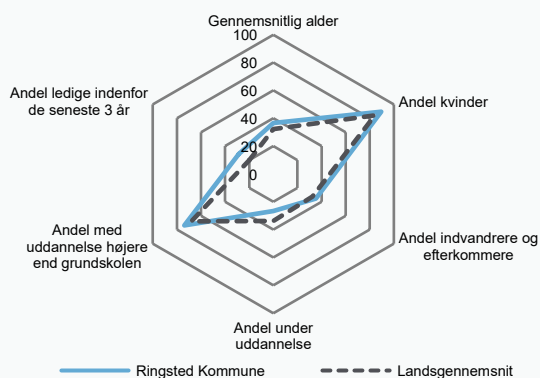 Gennemsnitlig alder
100
80
60
40
20
0
Andel kvinder
Andel indvandrere og
efterkommere
Andel under
uddannelse
Andel med
uddannelse højere
end grundskolen
Andel ledige indenfor
de seneste 3 år
Ringsted Kommune
Landsgennemsnit